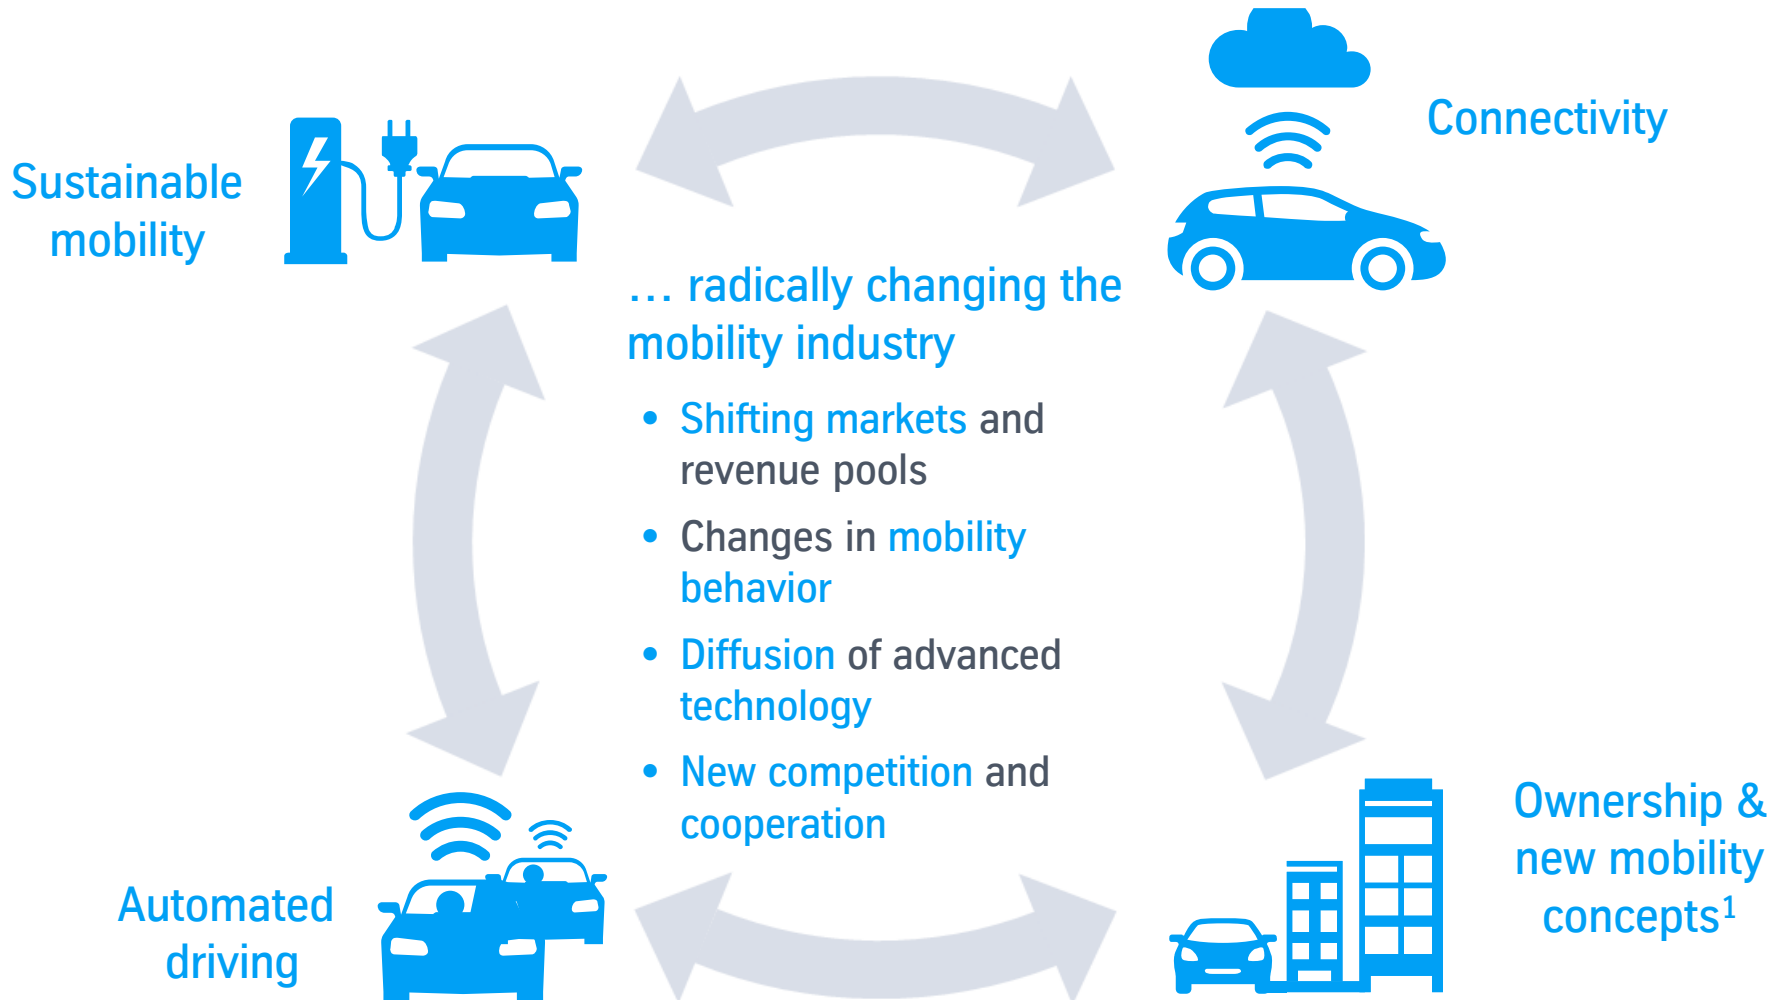 Sustainable
mobility
Connectivity
... radically changing the
mobility industry
• Shifting markets and
revenue pools
• Changes in mobility
behavior
• Diffusion of advanced
technology
• New competition and
cooperation
Automated
driving
Ownership &
new mobility
concepts¹